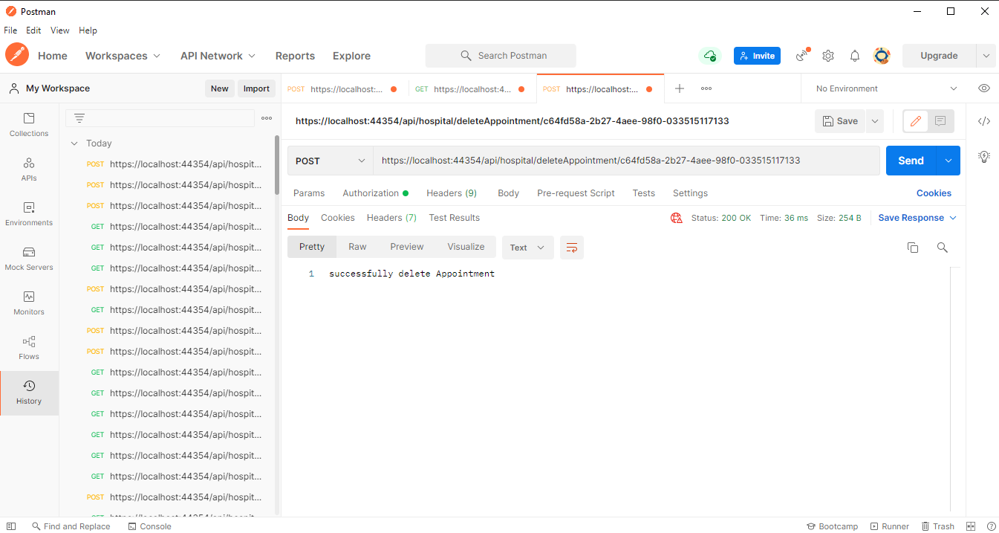 Postman
File Edit View Help
Home Workspaces API Network Reports Explore Search Postman Invite Upgrade
My Workspace New Import
POST https://localhost:... GET https://localhost:4... POST https://localhost:... No Environment
https://localhost:44354/api/hospital/deleteAppointment/c64fd58a-2b27-4aee-98f0-033515117133 Save
POST https://localhost:44354/api/hospital/deleteAppointment/c64fd58a-2b27-4aee-98f0-033515117133 Send
Params Authorization Headers (9) Body Pre-request Script Tests Settings Cookies
Body Cookies Headers (7) Test Results Status: 200 OK Time: 36 ms Size: 254 B Save Response
Pretty Raw Preview Visualize Text
1 successfully delete Appointment
Collections
APIs
Environments
Mock Servers
Monitors
Flows
History
Today
POST https://localhost:44354/api/hospit...
POST https://localhost:44354/api/hospit...
POST https://localhost:44354/api/hospit...
GET https://localhost:44354/api/hospit...
GET https://localhost:44354/api/hospit...
GET https://localhost:44354/api/hospit...
POST https://localhost:44354/api/hospit...
GET https://localhost:44354/api/hospit...
POST https://localhost:44354/api/hospit...
POST https://localhost:44354/api/hospit...
GET https://localhost:44354/api/hospit...
GET https://localhost:44354/api/hospit...
GET https://localhost:44354/api/hospit...
GET https://localhost:44354/api/hospit...
GET https://localhost:44354/api/hospit...
GET https://localhost:44354/api/hospit...
POST https://localhost:44354/api/hospit...
GET https://localhost:44354/api/hospit...
Find and Replace Console Bootcamp Runner Trash